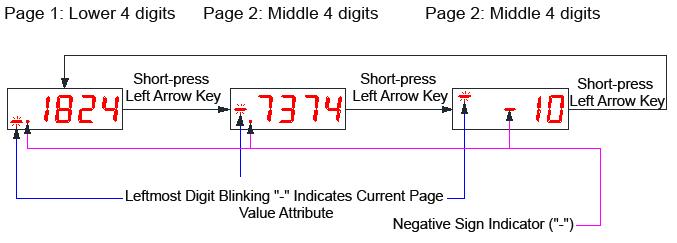 Page 1: Lower 4 digits Page 2: Middle 4 digits Page 2: Middle 4 digits
Short-press
Left Arrow Key
Short-press
Left Arrow Key
Short-press
Left Arrow Key
_.1824
-.7374
- - 10
Leftmost Digit Blinking "-" Indicates Current Page
Value Attribute
Negative Sign Indicator ("-")